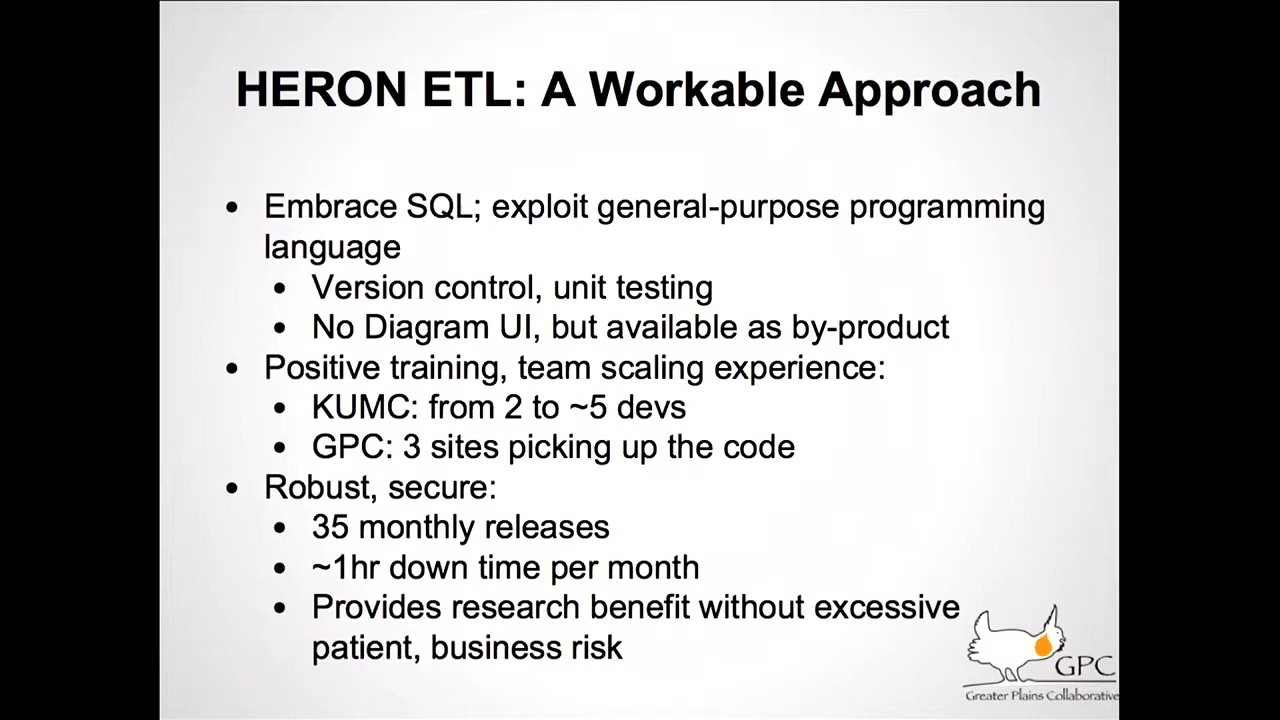 HERON ETL: A Workable Approach
• Embrace SQL; exploit general-purpose programming
language
• Version control, unit testing
• No Diagram UI, but available as by-product
• Positive training, team scaling experience:
• KUMC: from 2 to ~5 devs
• GPC: 3 sites picking up the code
• Robust, secure:
• 35 monthly releases
• ~1hr down time per month
• Provides research benefit without excessive
patient, business risk
GPC
Greater Plains Collaborative